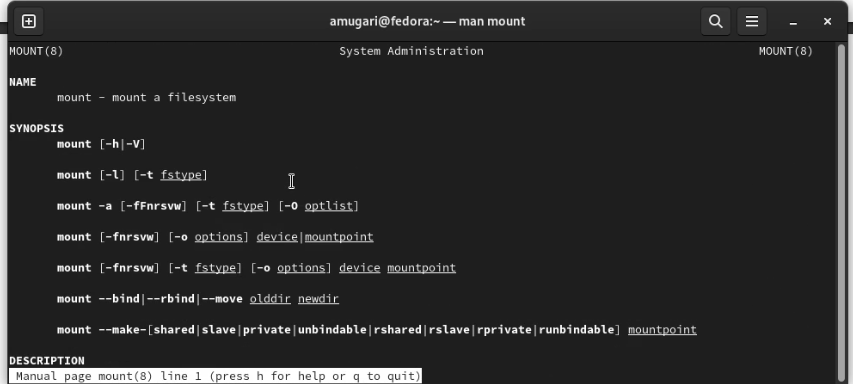 amugari@fedora:~ — man mount
MOUNT(8) System Administration MOUNT(8)
NAME
mount - mount a filesystem
SYNOPSIS
mount [-h|-V]
mount [-l] [-t fstype]
mount -a [-fFnrsvw] [-t fstype] [-O optlist]
mount [-fnrsvw] [-o options] device|mountpoint
mount [-fnrsvw] [-t fstype] [-o options] device mountpoint
mount --bind|--rbind|--move olddir newdir
mount --make-[shared|slave|private|unbindable|rshared|rslave|rprivate|runbindable] mountpoint
DESCRIPTION
Manual page mount(8) line 1 (press h for help or q to quit)